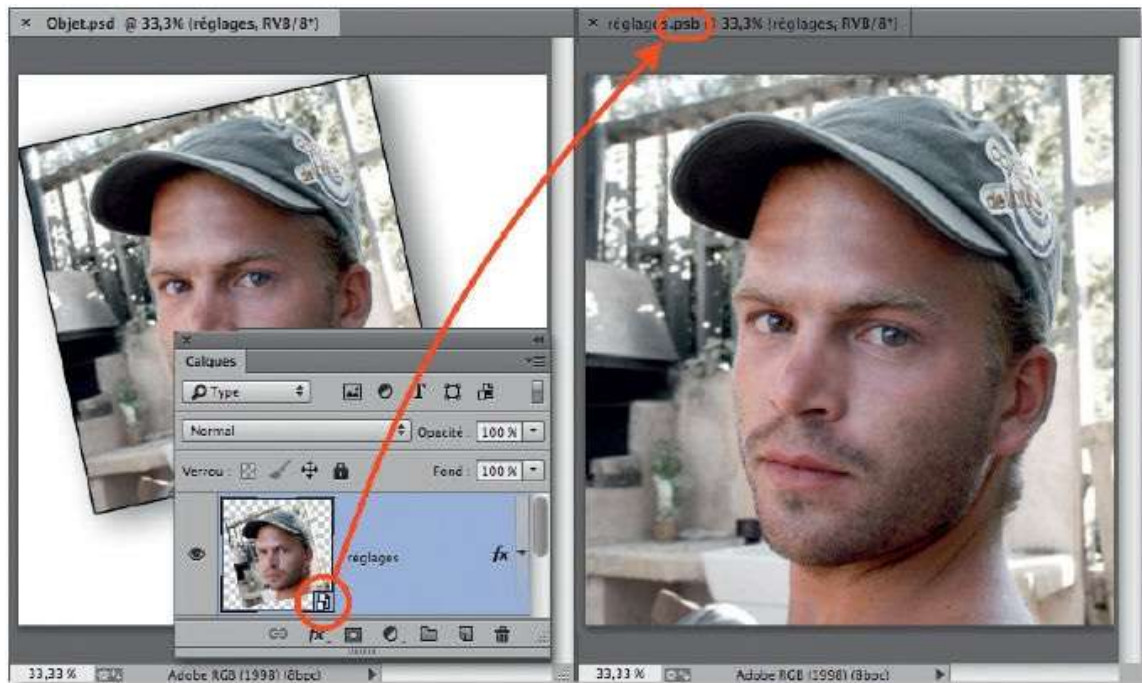 × Objet.psd @ 33,3% (réglages, RVB/8*)
× réglages.psb @ 33,3% (réglages, RVB/8*)
Calques
Type
Normal
Opacité : 100 %
Verrou :
Fond : 100 %
réglages
fx
fx
33,33 %
Adobe RGB (1998) (8bpc)
33,33 %
Adobe RGB (1998) (8bpc)